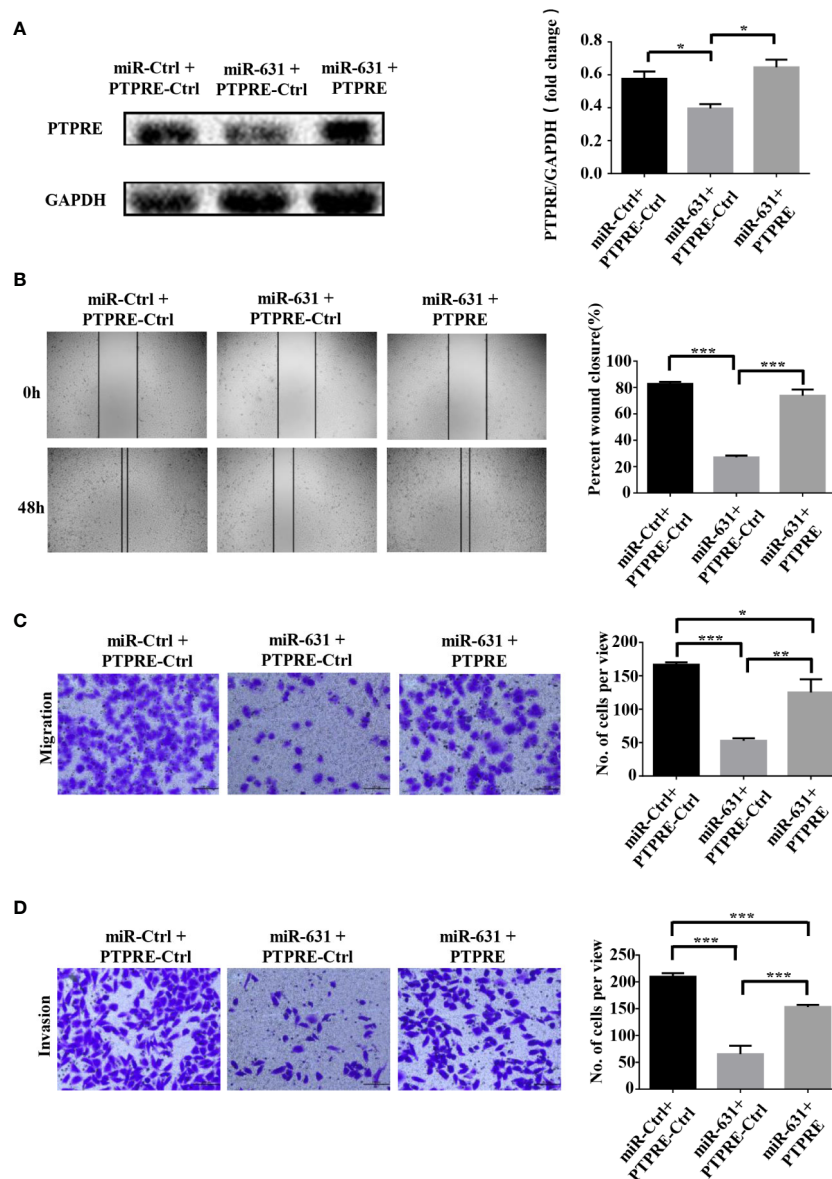 A
miR-Ctrl +
PTPRE-Ctrl
miR-631 +
PTPRE-Ctrl
miR-631 +
PTPRE
PTPRE
GAPDH
PTPRE/GAPDH ( fold change )
0.8
0.6
0.4
0.2
0.0
*
*
miR-Ctrl+
PTPRE-Ctrl
miR-631+
PTPRE-Ctrl
miR-631+
PTPRE
B
miR-Ctrl +
PTPRE-Ctrl
miR-631 +
PTPRE-Ctrl
miR-631 +
PTPRE
0h
48h
Percent wound closure(%)
100
80
60
40
20
0
***
***
miR-Ctrl+
PTPRE-Ctrl
miR-631+
PTPRE-Ctrl
miR-631+
PTPRE
C
miR-Ctrl +
PTPRE-Ctrl
miR-631 +
PTPRE-Ctrl
miR-631 +
PTPRE
Migration
No. of cells per view
200
150
100
50
0
*
***
**
miR-Ctrl+
PTPRE-Ctrl
miR-631+
PTPRE-Ctrl
miR-631+
PTPRE
D
miR-Ctrl +
PTPRE-Ctrl
miR-631 +
PTPRE-Ctrl
miR-631 +
PTPRE
Invasion
No. of cells per view
250
200
150
100
50
0
***
***
***
miR-Ctrl+
PTPRE-Ctrl
miR-631+
PTPRE-Ctrl
miR-631+
PTPRE